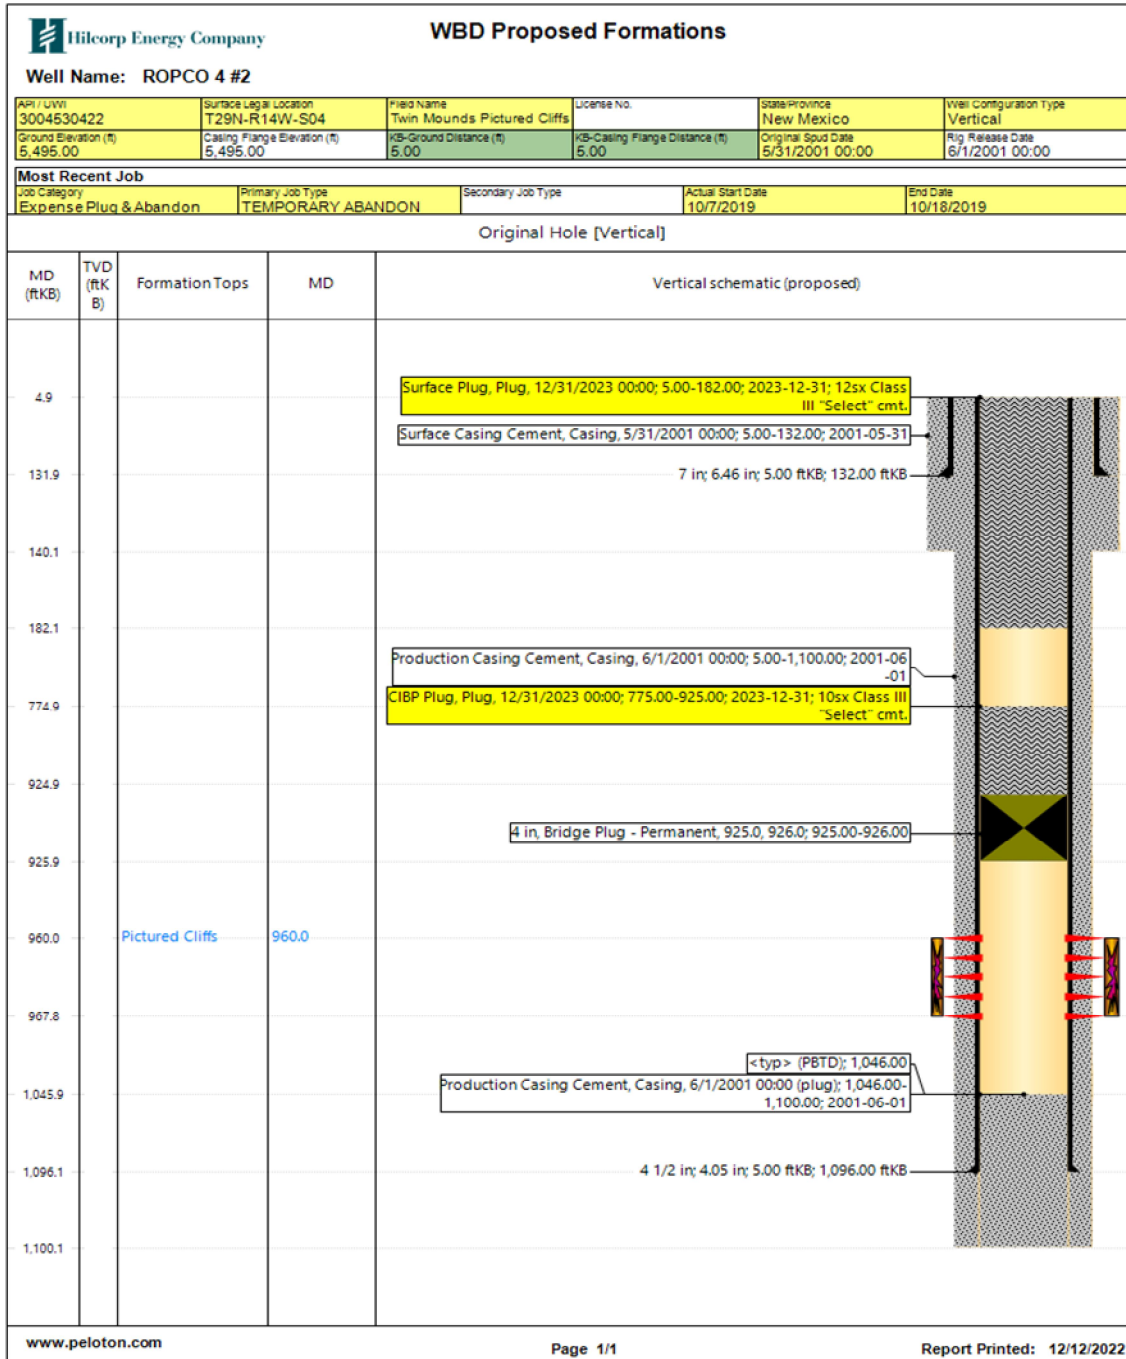 Hilcorp Energy Company
WBD Proposed Formations
Well Name: ROPCO 4 #2
API / UWI
3004530422
Surface Legal Location
T29N-R14W-S04
Field Name
Twin Mounds Pictured Cliffs
License No.
State/Province
New Mexico
Well Configuration Type
Vertical
Ground Elevation (ft)
5,495.00
Casing Flange Elevation (ft)
5,495.00
KB-Ground Distance (ft)
5.00
KB-Casing Flange Distance (ft)
5.00
Original Spud Date
5/31/2001 00:00
Rig Release Date
6/1/2001 00:00
Most Recent Job
Job Category
Expense Plug & Abandon
Primary Job Type
TEMPORARY ABANDON
Secondary Job Type
Actual Start Date
10/7/2019
End Date
10/18/2019
Original Hole [Vertical]
MD
(ftKB)
TVD
(ftK
B)
Formation Tops
MD
Vertical schematic (proposed)
Surface Plug, Plug, 12/31/2023 00:00; 5.00-182.00; 2023-12-31; 12sx Class
III "Select" cmt.
4.9
Surface Casing Cement, Casing, 5/31/2001 00:00; 5.00-132.00; 2001-05-31
131.9
7 in; 6.46 in; 5.00 ftKB; 132.00 ftKB
140.1
182.1
Production Casing Cement, Casing, 6/1/2001 00:00; 5.00-1,100.00; 2001-06
-01
CIBP Plug, Plug, 12/31/2023 00:00; 775.00-925.00; 2023-12-31; 10sx Class III
"Select" cmt.
774.9
924.9
4 in, Bridge Plug - Permanent, 925.0, 926.0; 925.00-926.00
925.9
960.0
Pictured Cliffs
960.0
967.8
<typ> (PBTD); 1,046.00
Production Casing Cement, Casing, 6/1/2001 00:00 (plug); 1,046.00-
1,100.00; 2001-06-01
1,045.9
1,096.1
4 1/2 in; 4.05 in; 5.00 ftKB; 1,096.00 ftKB
1,100.1
www.peloton.com
Page 1/1
Report Printed: 12/12/2022